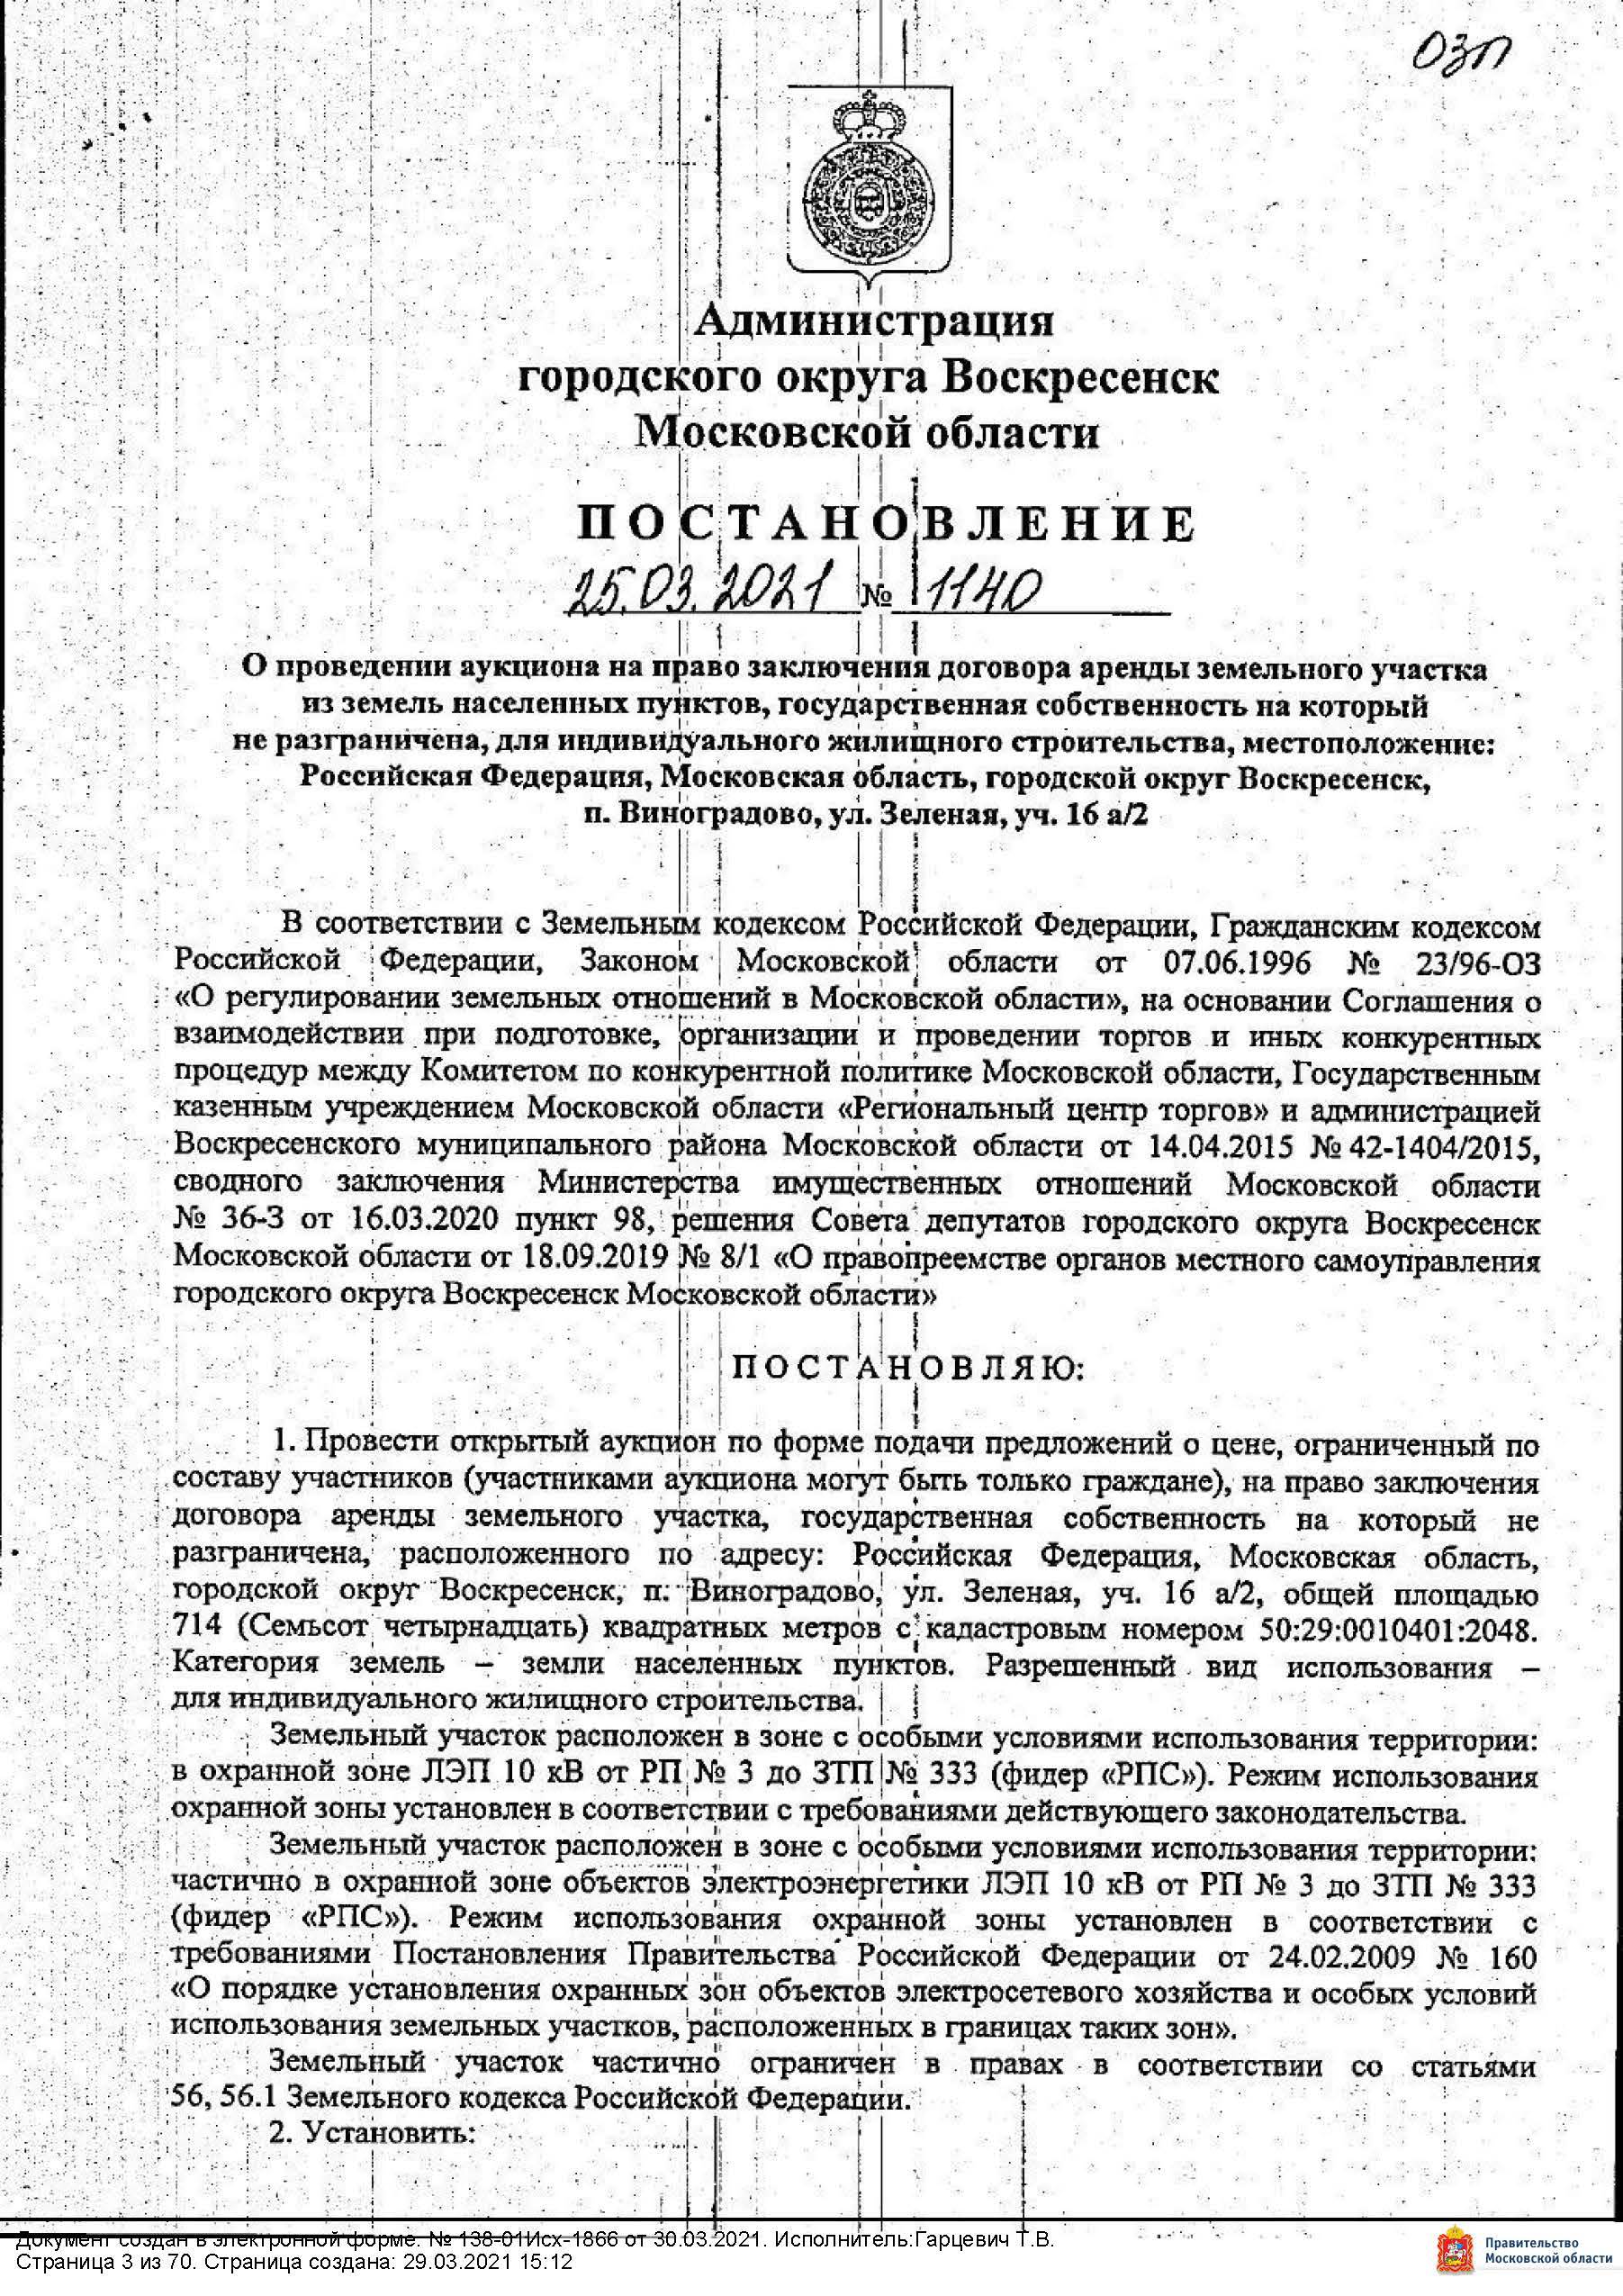 ОЗП
Администрация
городского округа Воскресенск
Московской области
ПОСТАНОВЛЕНИЕ
25.03.2021 № 1140
О проведении аукциона на право заключения договора аренды земельного участка
из земель населенных пунктов, государственная собственность на который
не разграничена, для индивидуального жилищного строительства, местоположение:
Российская Федерация, Московская область, городской округ Воскресенск,
п. Виноградово, ул. Зеленая, уч. 16 а/2
В соответствии с Земельным кодексом Российской Федерации, Гражданским кодексом
Российской Федерации, Законом Московской области от 07.06.1996 № 23/96-ОЗ
«О регулировании земельных отношений в Московской области», на основании Соглашения о
взаимодействии при подготовке, организации и проведении торгов и иных конкурентных
процедур между Комитетом по конкурентной политике Московской области, Государственным
казенным учреждением Московской области «Региональный центр торгов» и администрацией
Воскресенского муниципального района Московской области от 14.04.2015 № 42-1404/2015,
сводного заключения Министерства имущественных отношений Московской области
№ 36-З от 16.03.2020 пункт 98, решения Совета депутатов городского округа Воскресенск
Московской области от 18.09.2019 № 8/1 «О правопреемстве органов местного самоуправления
городского округа Воскресенск Московской области»
ПОСТАНОВЛЯЮ:
1. Провести открытый аукцион по форме подачи предложений о цене, ограниченный по
составу участников (участниками аукциона могут быть только граждане), на право заключения
договора аренды земельного участка, государственная собственность на который не
разграничена, расположенного по адресу: Российская Федерация, Московская область,
городской округ Воскресенск, п. Виноградово, ул. Зеленая, уч. 16 а/2, общей площадью
714 (Семьсот четырнадцать) квадратных метров с кадастровым номером 50:29:0010401:2048.
Категория земель – земли населенных пунктов. Разрешенный вид использования –
для индивидуального жилищного строительства.
Земельный участок расположен в зоне с особыми условиями использования территории:
в охранной зоне ЛЭП 10 кВ от РП № 3 до ЗТП № 333 (фидер «РПС»). Режим использования
охранной зоны установлен в соответствии с требованиями действующего законодательства.
Земельный участок расположен в зоне с особыми условиями использования территории:
частично в охранной зоне объектов электроэнергетики ЛЭП 10 кВ от РП № 3 до ЗТП № 333
(фидер «РПС»). Режим использования охранной зоны установлен в соответствии с
требованиями Постановления Правительства Российской Федерации от 24.02.2009 № 160
«О порядке установления охранных зон объектов электросетевого хозяйства и особых условий
использования земельных участков, расположенных в границах таких зон».
Земельный участок частично ограничен в правах в соответствии со статьями
56, 56.1 Земельного кодекса Российской Федерации.
2. Установить:
Документ создан в электронной форме. № 138-01Исх-1866 от 30.03.2021. Исполнитель:Гарцевич Т.В.
Страница 3 из 70. Страница создана: 29.03.2021 15:12
Правительство
Московской области